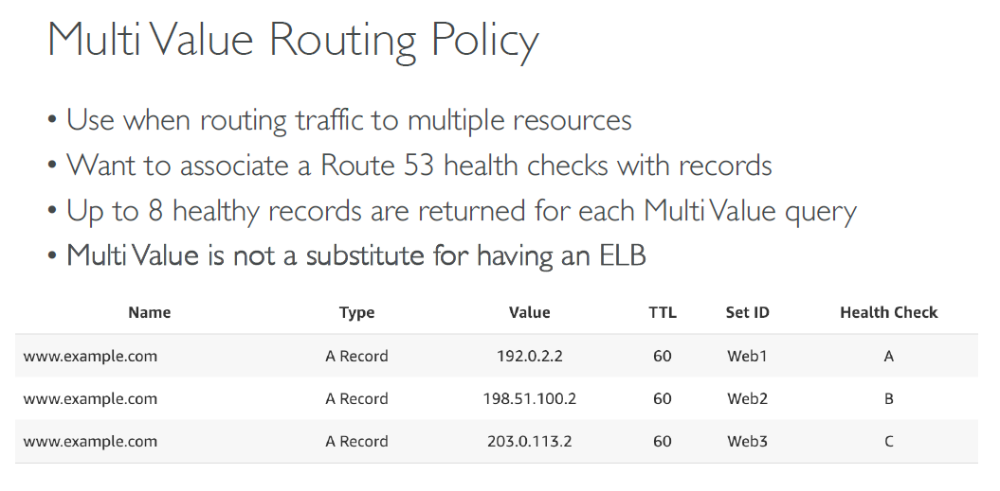 Multi Value Routing Policy
• Use when routing traffic to multiple resources
• Want to associate a Route 53 health checks with records
• Up to 8 healthy records are returned for each Multi Value query
• Multi Value is not a substitute for having an ELB
Name Type Value TTL Set ID Health Check
www.example.com A Record 192.0.2.2 60 Web1 A
www.example.com A Record 198.51.100.2 60 Web2 B
www.example.com A Record 203.0.113.2 60 Web3 C